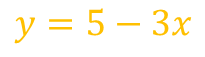 y = 5 − 3x